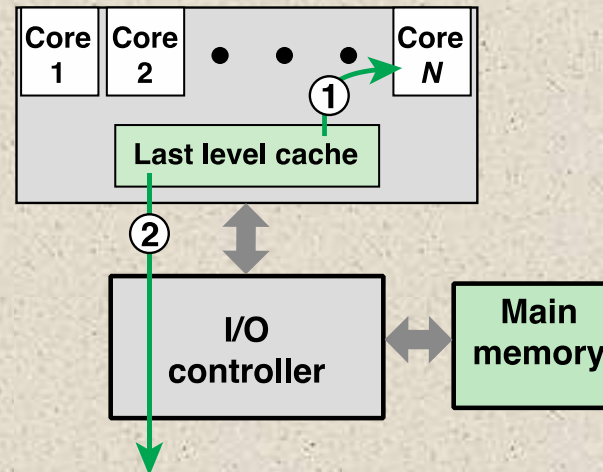 Core
1
Core
2
Core
N
1
Last level cache
2
I/O
controller
Main
memory